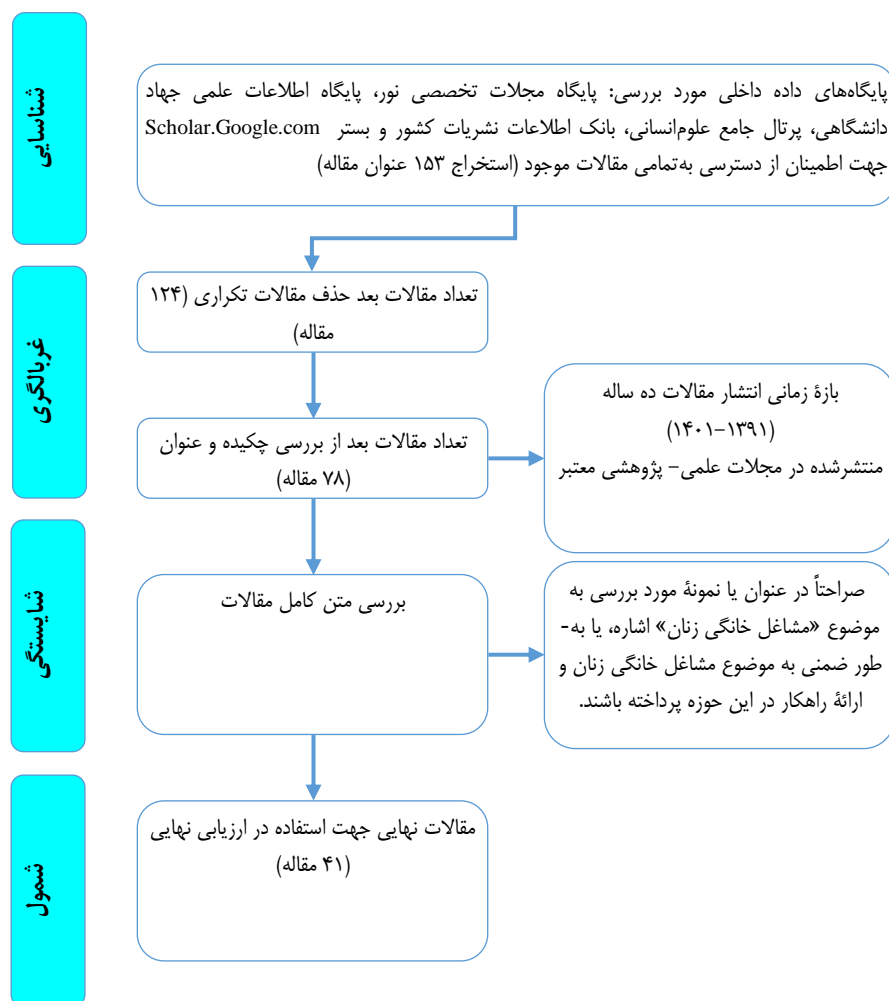 شناسایی
پایگاه‌های داده داخلی مورد بررسی: پایگاه مجلات تخصصی نور، پایگاه اطلاعات علمی جهاد
دانشگاهی، پرتال جامع علوم‌انسانی، بانک اطلاعات نشریات کشور و بستر Scholar.Google.com
جهت اطمینان از دسترسی به‌تمامی مقالات موجود (استخراج ۱۵۳ عنوان مقاله)
غربالگری
تعداد مقالات بعد حذف مقالات تکراری (۱۲۴
مقاله)
تعداد مقالات بعد از بررسی چکیده و عنوان
(۷۸ مقاله)
بازۀ زمانی انتشار مقالات ده ساله
(۱۳۹۱-۱۴۰۱)
منتشرشده در مجلات علمی- پژوهشی معتبر
شایستگی
بررسی متن کامل مقالات
صراحتاً در عنوان یا نمونۀ مورد بررسی به
موضوع «مشاغل خانگی زنان» اشاره، یا به-
طور ضمنی به موضوع مشاغل خانگی زنان و
ارائۀ راهکار در این حوزه پرداخته باشند.
شمول
مقالات نهایی جهت استفاده در ارزیابی نهایی
(۴۱ مقاله)